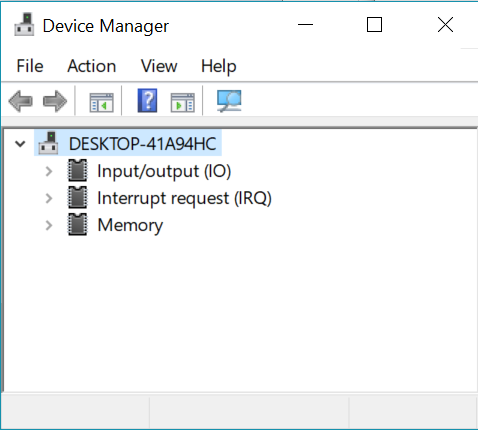 Device Manager
File Action View Help
DESKTOP-41A94HC
Input/output (IO)
Interrupt request (IRQ)
Memory